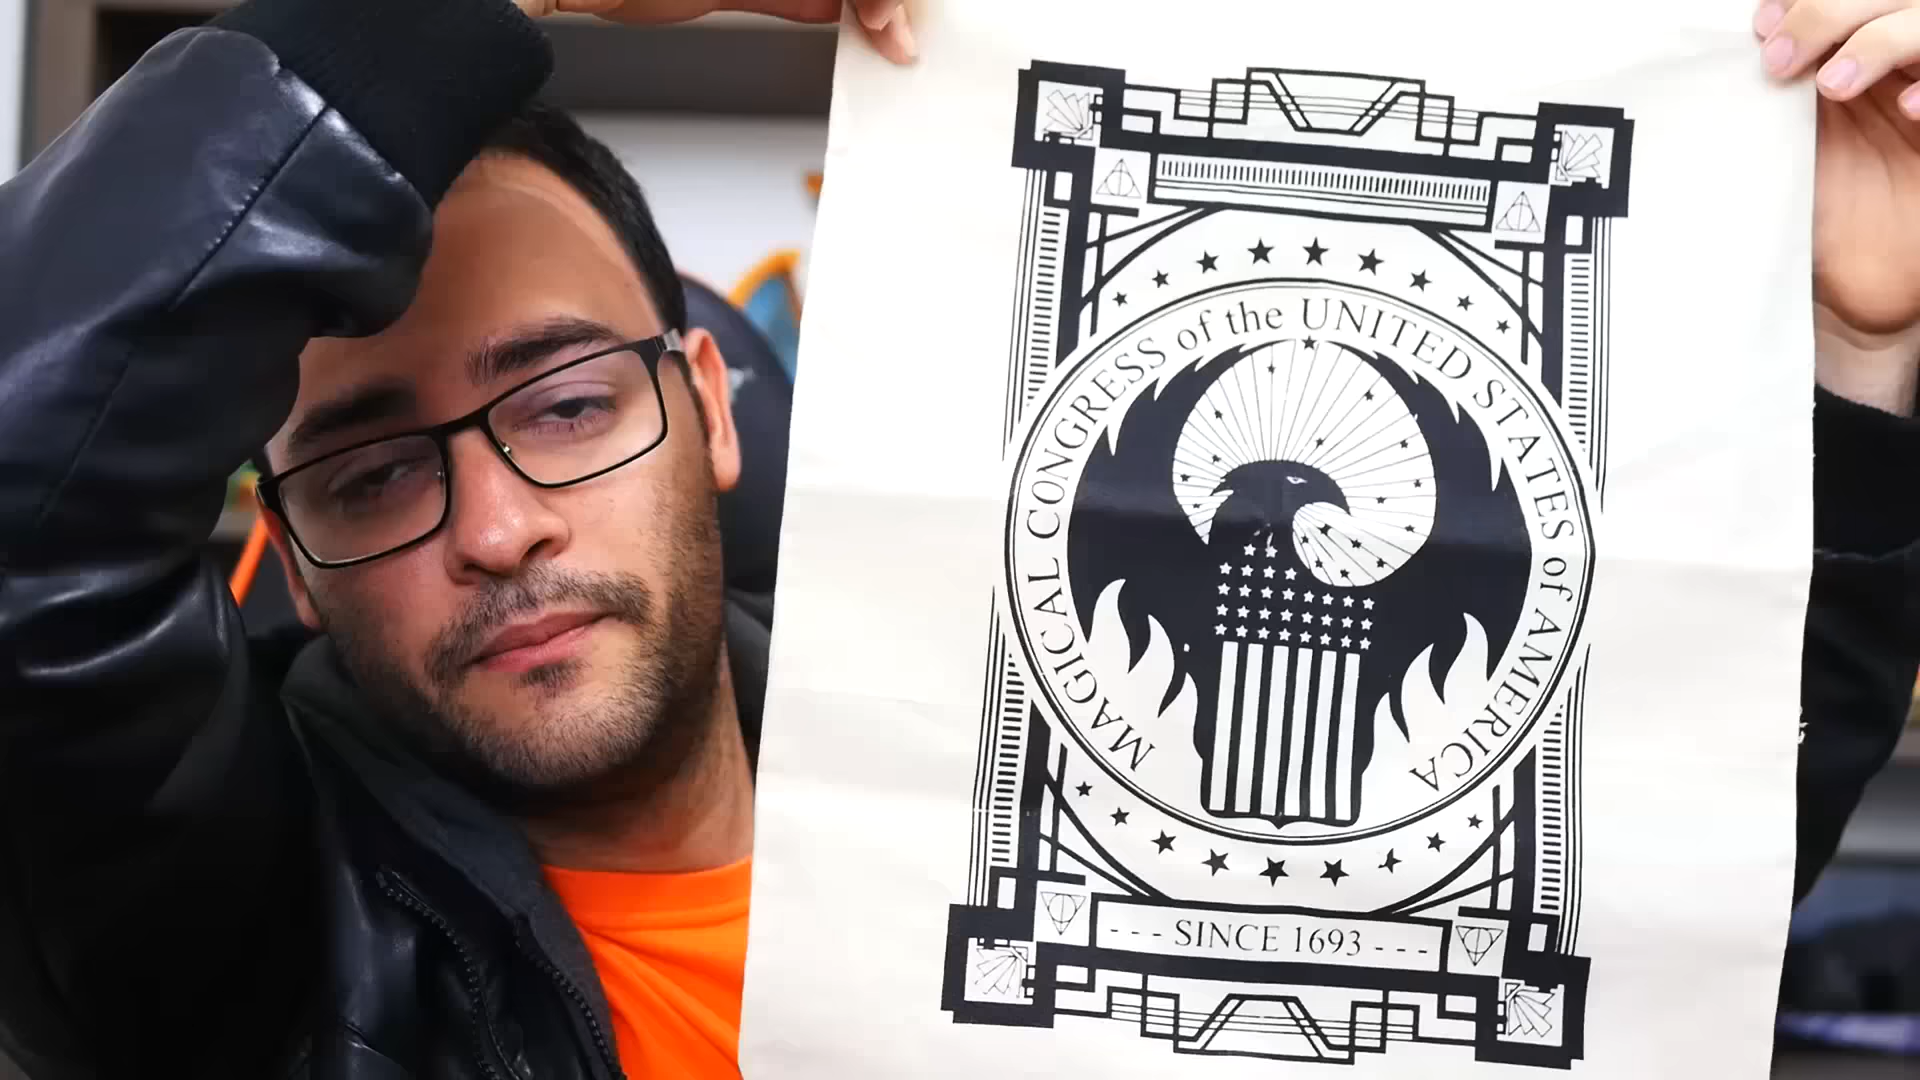 MAGICAL CONGRESS of the UNITED STATES of AMERICA
- - - SINCE 1693 - - -